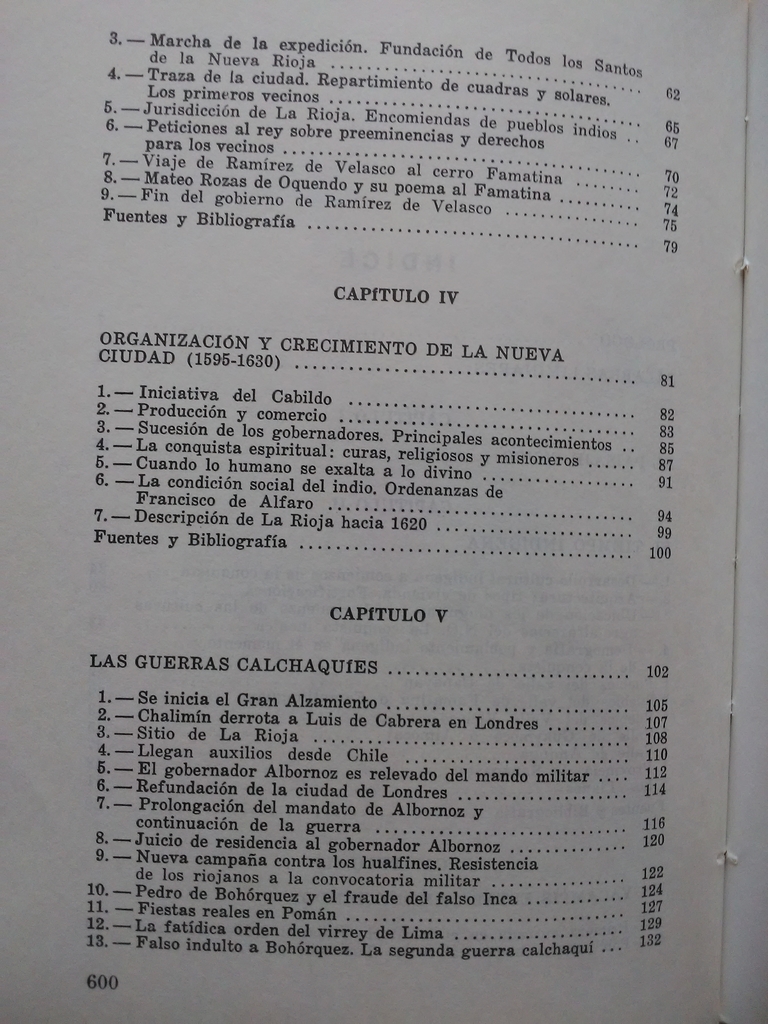 3. — Marcha de la expedición. Fundación de Todos los Santos
de la Nueva Rioja ........................................ 62
4. — Traza de la ciudad. Repartimiento de cuadras y solares.
Los primeros vecinos ........................................ 65
5. — Jurisdicción de La Rioja. Encomiendas de pueblos indios .. 67
6. — Peticiones al rey sobre preeminencias y derechos
para los vecinos ........................................ 70
7. — Viaje de Ramírez de Velasco al cerro Famatina ........ 72
8. — Mateo Rozas de Oquendo y su poema al Famatina .......... 74
9. — Fin del gobierno de Ramírez de Velasco ................ 75
Fuentes y Bibliografía ........................................ 79
CAPÍTULO IV
ORGANIZACIÓN Y CRECIMIENTO DE LA NUEVA
CIUDAD (1595-1630) ........................................ 81
1. — Iniciativa del Cabildo ................................ 82
2. — Producción y comercio ................................ 83
3. — Sucesión de los gobernadores. Principales acontecimientos .. 85
4. — La conquista espiritual: curas, religiosos y misioneros ...... 87
5. — Cuando lo humano se exalta a lo divino .................. 91
6. — La condición social del indio. Ordenanzas de
Francisco de Alfaro ........................................ 94
7. — Descripción de La Rioja hacia 1620 ........................ 99
Fuentes y Bibliografía ........................................ 100
CAPÍTULO V
LAS GUERRAS CALCHAQUÍES ................................ 102
1. — Se inicia el Gran Alzamiento ............................ 105
2. — Chalimín derrota a Luis de Cabrera en Londres .......... 107
3. — Sitio de La Rioja ........................................ 108
4. — Llegan auxilios desde Chile ............................ 110
5. — El gobernador Albornoz es relevado del mando militar .... 112
6. — Refundación de la ciudad de Londres .................... 114
7. — Prolongación del mandato de Albornoz y
continuación de la guerra ................................ 116
8. — Juicio de residencia al gobernador Albornoz ............ 120
9. — Nueva campaña contra los hualfines. Resistencia
de los riojanos a la convocatoria militar ................ 122
10. — Pedro de Bohórquez y el fraude del falso Inca ............ 124
11. — Fiestas reales en Pomán ................................ 127
12. — La fatídica orden del virrey de Lima .................... 129
13. — Falso indulto a Bohórquez. La segunda guerra calchaquí ... 132
600